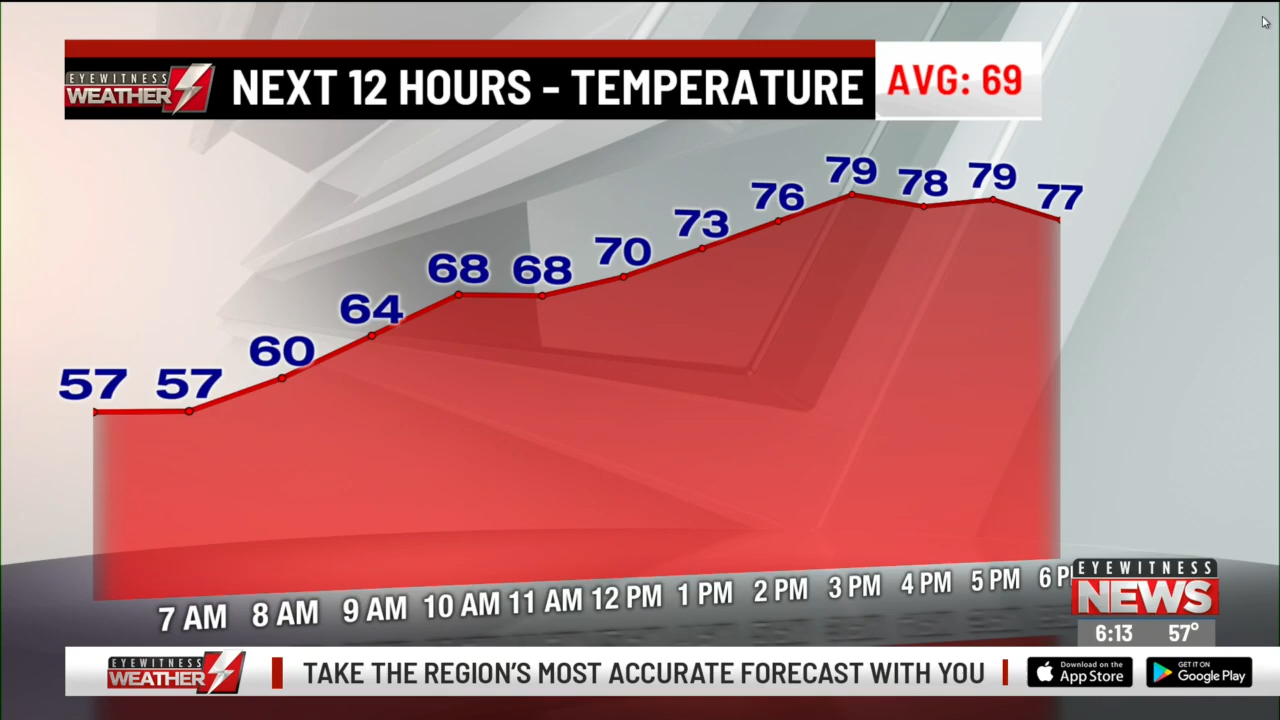 EYEWITNESS
WEATHER
NEXT 12 HOURS - TEMPERATURE
AVG: 69
57 57 60 64 68 68 70 73 76 79 78 79 77
7 AM 8 AM 9 AM 10 AM 11 AM 12 PM 1 PM 2 PM 3 PM 4 PM 5 PM 6 P
EYEWITNESS
NEWS
6:13 57°
EYEWITNESS
WEATHER
TAKE THE REGION'S MOST ACCURATE FORECAST WITH YOU
Download on the
App Store
GET IT ON
Google Play